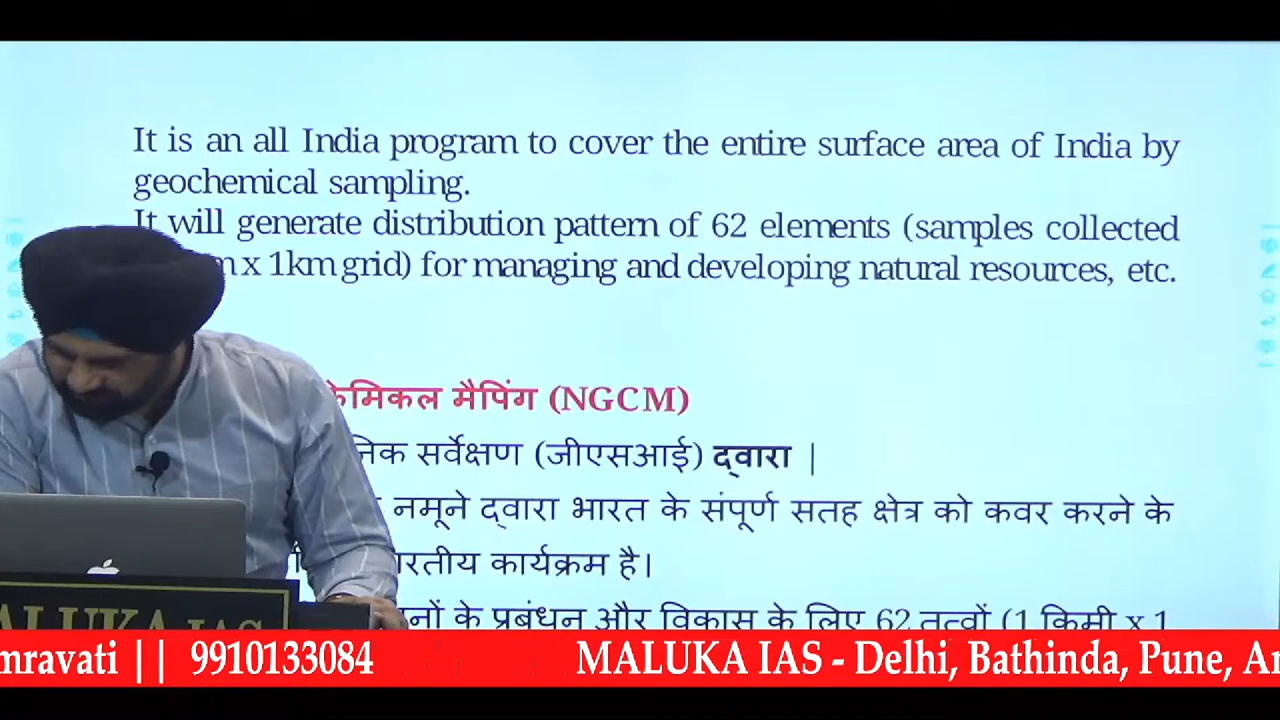 It is an all India program to cover the entire surface area of India by
geochemical sampling.
It will generate distribution pattern of 62 elements (samples collected
x 1km grid) for managing and developing natural resources, etc.
मैपिंग (NGCM)
सर्वेक्षण (जीएसआई) द्वारा |
नमूने द्वारा भारत के संपूर्ण सतह क्षेत्र को कवर करने के
कार्यक्रम है।
के प्रबंधन और विकास के लिए 62 तत्वों (1 किमी x 1
MALUKA IAS
|| 9910133084 MALUKA IAS - Delhi, Bathinda, Pune,